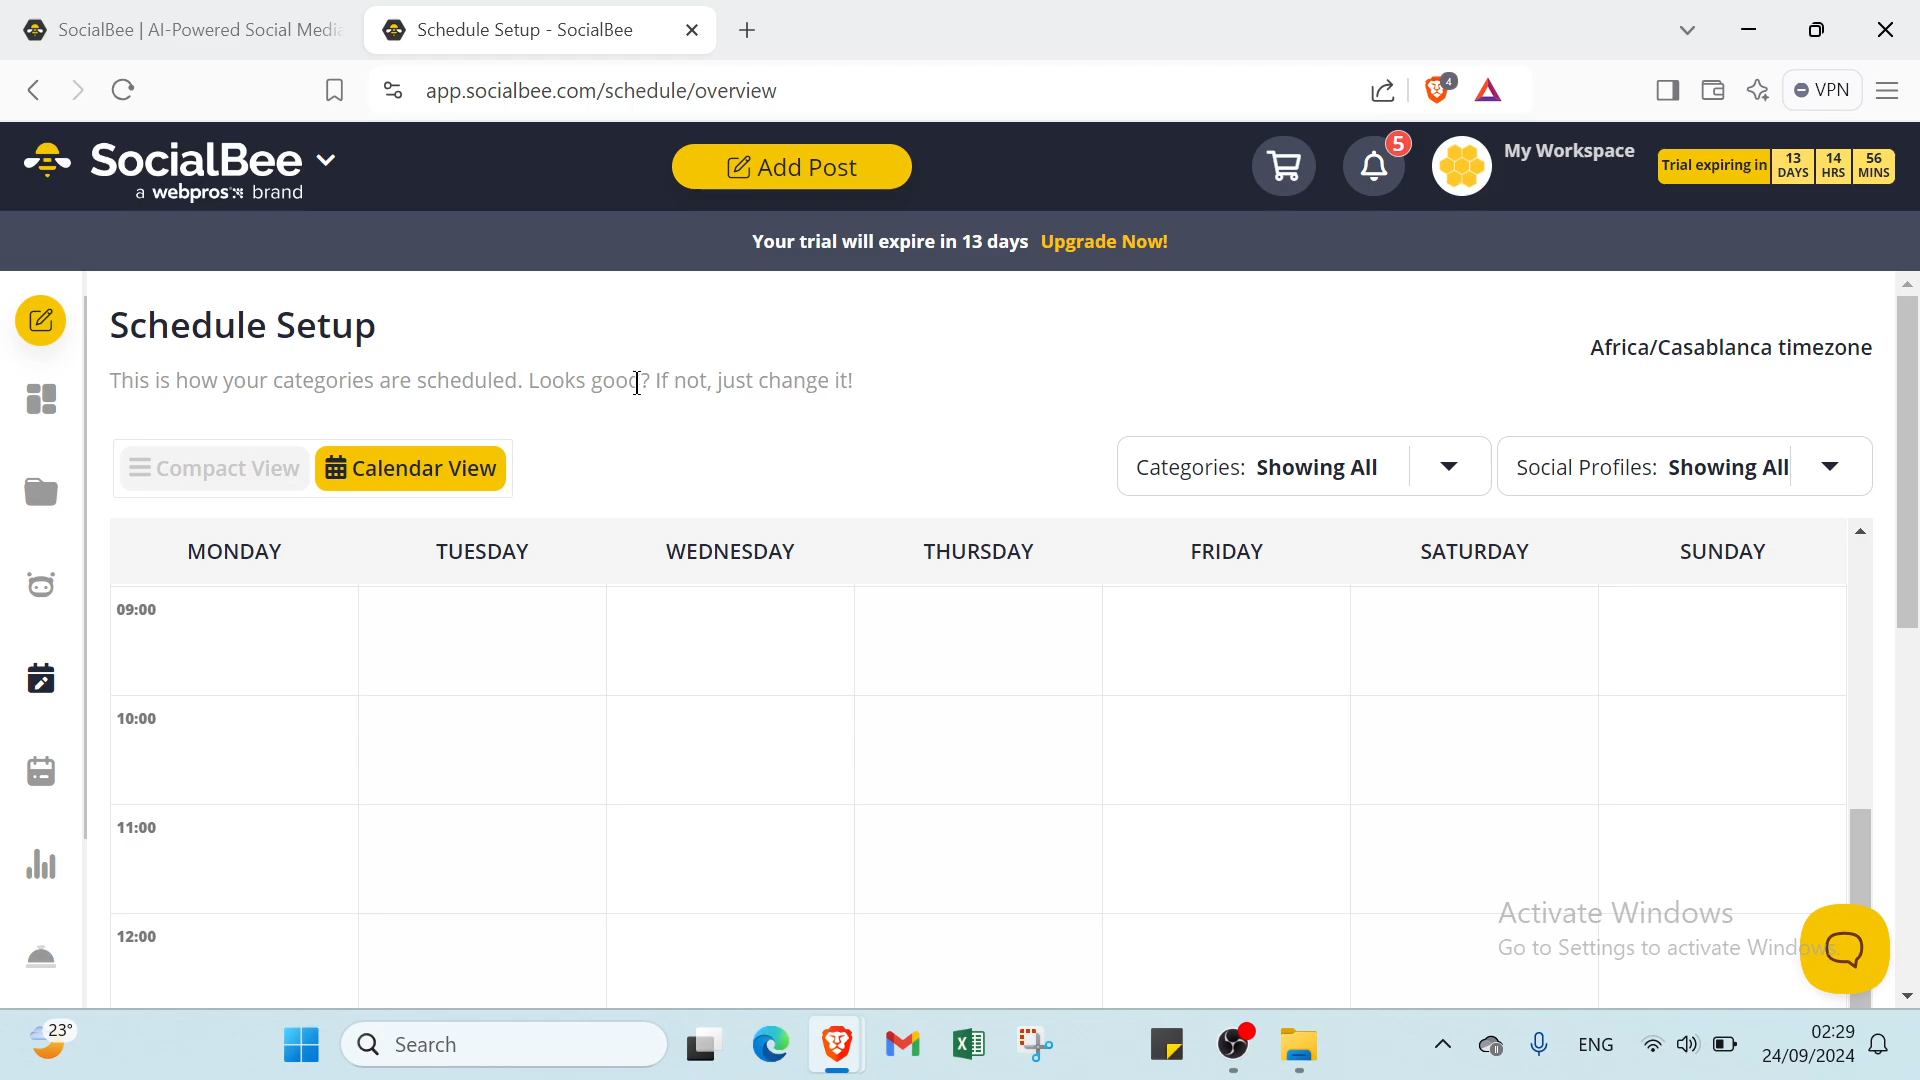 SocialBee | AI-Powered Social Media
Schedule Setup - SocialBee
app.socialbee.com/schedule/overview
4
VPN
SocialBee
a webpros brand
Add Post
5
My Workspace
Trial expiring in 13 DAYS 14 HRS 56 MINS
Your trial will expire in 13 days Upgrade Now!
Schedule Setup
Africa/Casablanca timezone
This is how your categories are scheduled. Looks good? If not, just change it!
Compact View
Calendar View
Categories: Showing All
Social Profiles: Showing All
MONDAY TUESDAY WEDNESDAY THURSDAY FRIDAY SATURDAY SUNDAY
09:00
10:00
11:00
12:00
Activate Windows
Go to Settings to activate Windows.
23°
Search
ENG
02:29
24/09/2024